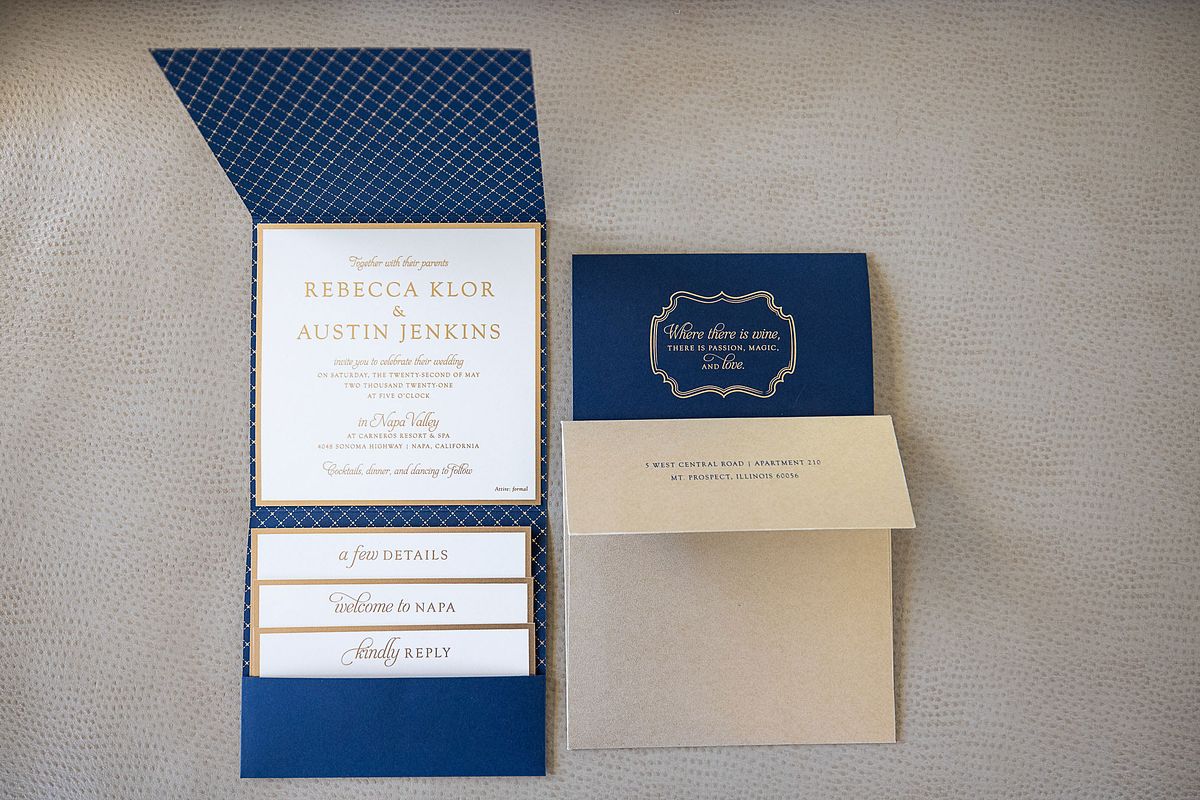 Together with their parents
REBECCA KLOR
&
AUSTIN JENKINS
invite you to celebrate their wedding
ON SATURDAY, THE TWENTY-SECOND OF MAY
TWO THOUSAND TWENTY-ONE
AT FIVE O'CLOCK
in Napa Valley
AT CARNEROS RESORT & SPA
4048 SONOMA HIGHWAY | NAPA, CALIFORNIA
Cocktails, dinner, and dancing to follow
Attire: formal
a few DETAILS
welcome to NAPA
kindly REPLY
Where there is wine,
THERE IS PASSION, MAGIC,
AND love.
5 WEST CENTRAL ROAD | APARTMENT 210
MT. PROSPECT, ILLINOIS 60056